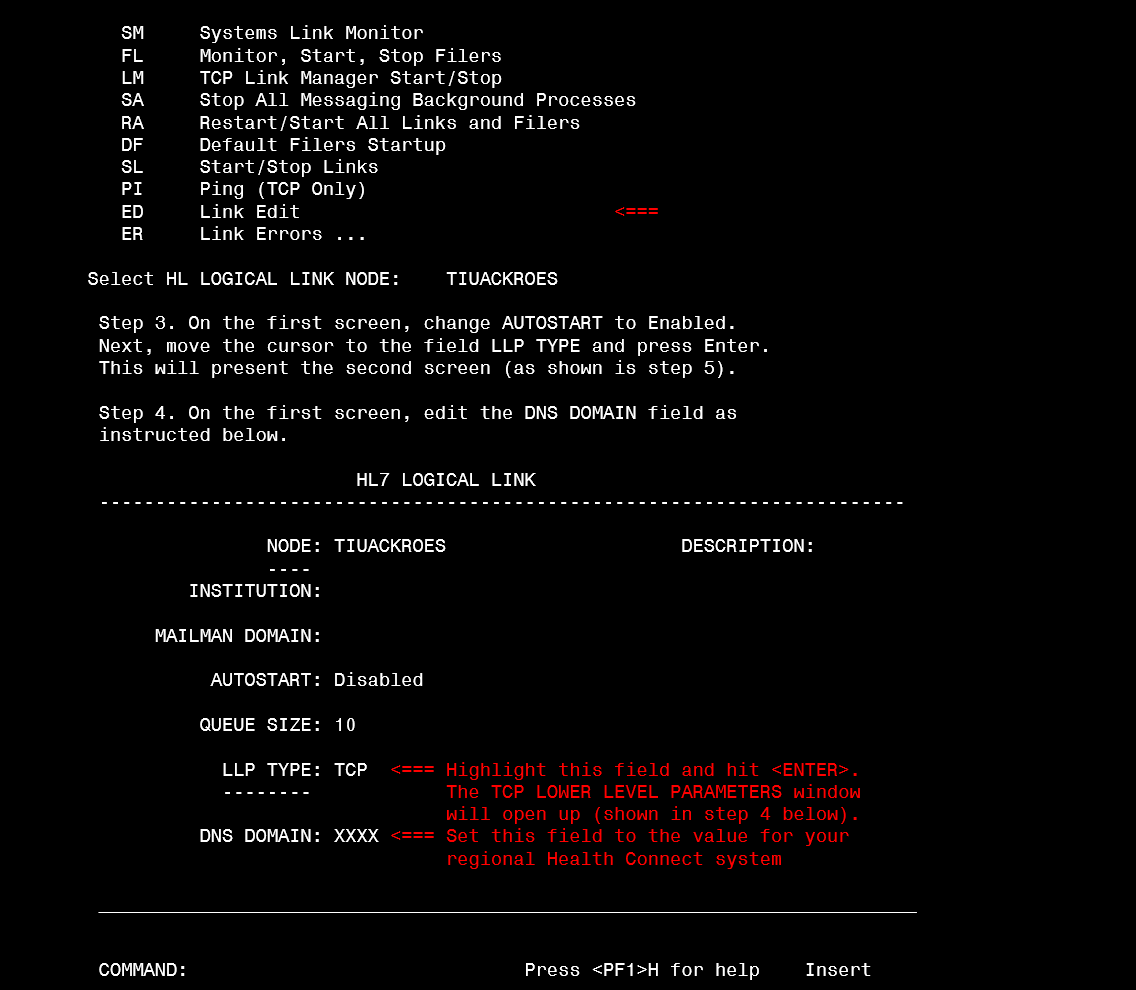 SM     Systems Link Monitor
FL     Monitor, Start, Stop Filers
LM     TCP Link Manager Start/Stop
SA     Stop All Messaging Background Processes
RA     Restart/Start All Links and Filers
DF     Default Filers Startup
SL     Start/Stop Links
PI     Ping (TCP Only)
ED     Link Edit                            <===
ER     Link Errors ...
Select HL LOGICAL LINK NODE:    TIUACKROES
Step 3. On the first screen, change AUTOSTART to Enabled.
Next, move the cursor to the field LLP TYPE and press Enter.
This will present the second screen (as shown is step 5).
Step 4. On the first screen, edit the DNS DOMAIN field as
instructed below.
HL7 LOGICAL LINK
------------------------------------------------------------------------
NODE: TIUACKROES                     DESCRIPTION:
----
INSTITUTION:
MAILMAN DOMAIN:
AUTOSTART: Disabled
QUEUE SIZE: 10
LLP TYPE: TCP  <=== Highlight this field and hit <ENTER>.
--------            The TCP LOWER LEVEL PARAMETERS window
will open up (shown in step 4 below).
DNS DOMAIN: XXXX <=== Set this field to the value for your
regional Health Connect system
_________________________________________________________________________
COMMAND:                              Press <PF1>H for help    Insert